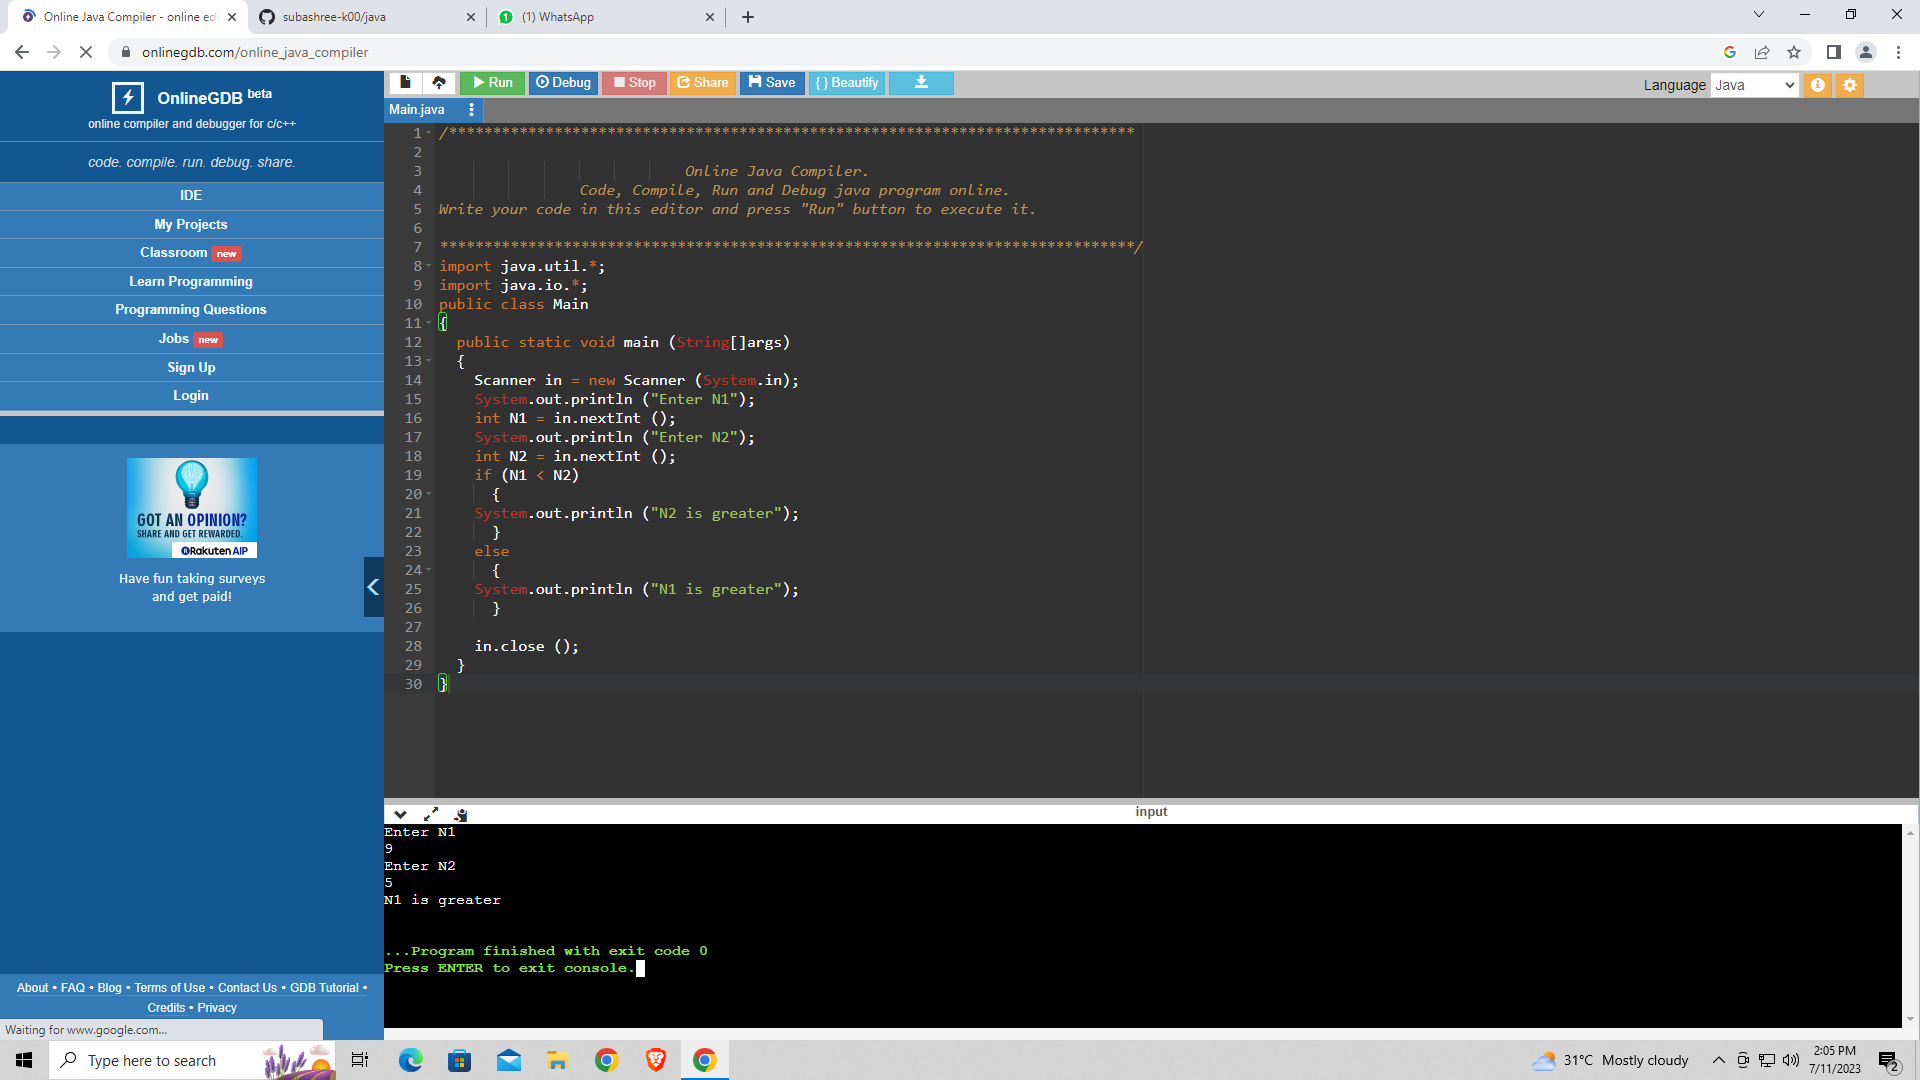 Online Java Compiler - online edi
subashree-k00/java
(1) WhatsApp
onlinegdb.com/online_java_compiler
OnlineGDB beta
online compiler and debugger for c/c++
code. compile. run. debug. share.
IDE
My Projects
Classroom new
Learn Programming
Programming Questions
Jobs new
Sign Up
Login
GOT AN OPINION?
SHARE AND GET REWARDED.
Rakuten AIP
Have fun taking surveys
and get paid!
About • FAQ • Blog • Terms of Use • Contact Us • GDB Tutorial •
Credits • Privacy
Waiting for www.google.com...
Run
Debug
Stop
Share
Save
{ } Beautify
Language Java
Main.java
1 /******************************************************************************
2
3 Online Java Compiler.
4 Code, Compile, Run and Debug java program online.
5 Write your code in this editor and press "Run" button to execute it.
6
7 *******************************************************************************/
8 import java.util.*;
9 import java.io.*;
10 public class Main
11 {
12 public static void main (String[]args)
13 {
14 Scanner in = new Scanner (System.in);
15 System.out.println ("Enter N1");
16 int N1 = in.nextInt ();
17 System.out.println ("Enter N2");
18 int N2 = in.nextInt ();
19 if (N1 < N2)
20 {
21 System.out.println ("N2 is greater");
22 }
23 else
24 {
25 System.out.println ("N1 is greater");
26 }
27
28 in.close ();
29 }
30 }
input
Enter N1
9
Enter N2
5
N1 is greater
...Program finished with exit code 0
Press ENTER to exit console.
Type here to search
31°C Mostly cloudy
2:05 PM
7/11/2023
2